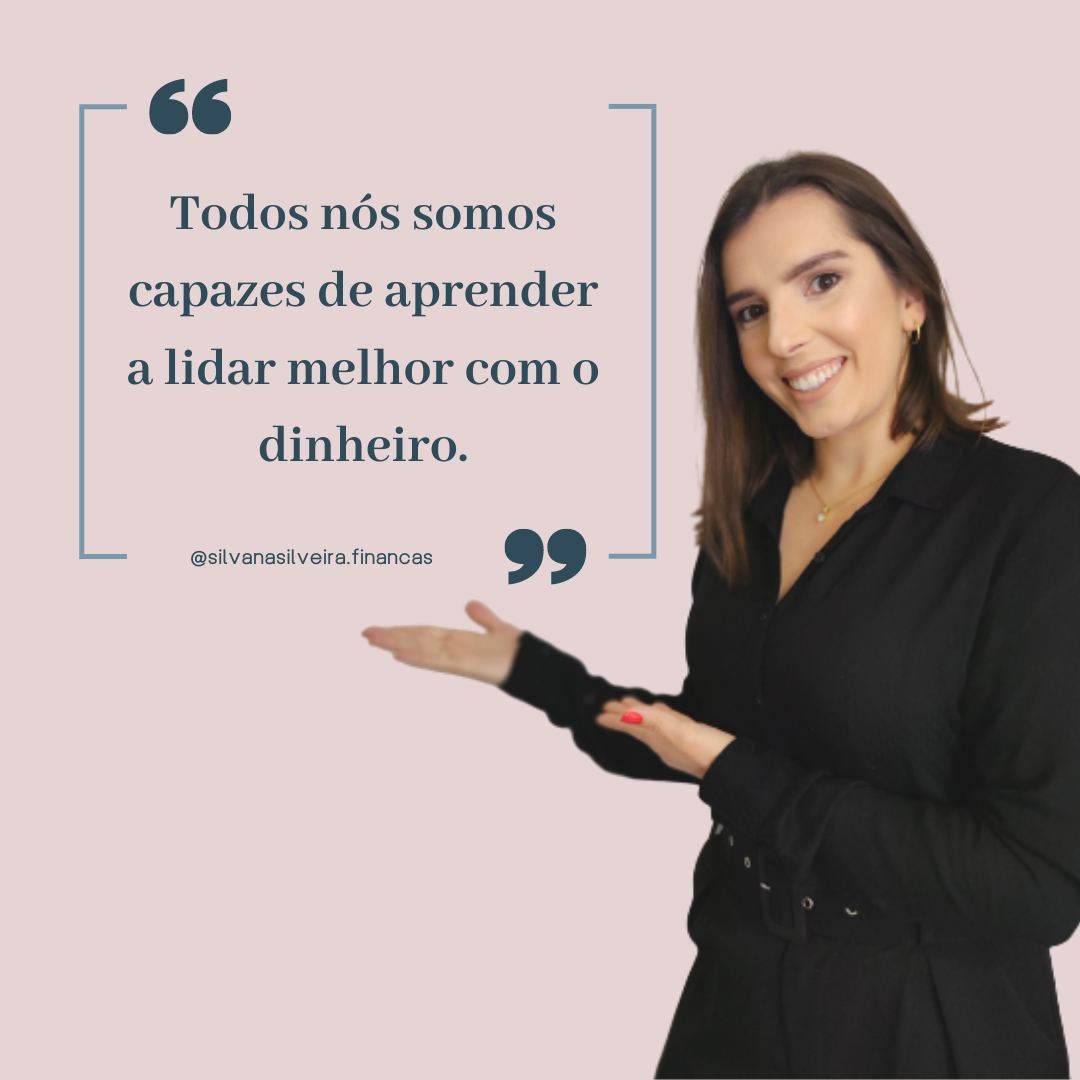 “
Todos nós somos
capazes de aprender
a lidar melhor com o
dinheiro.
@silvanasilveira.financas
”